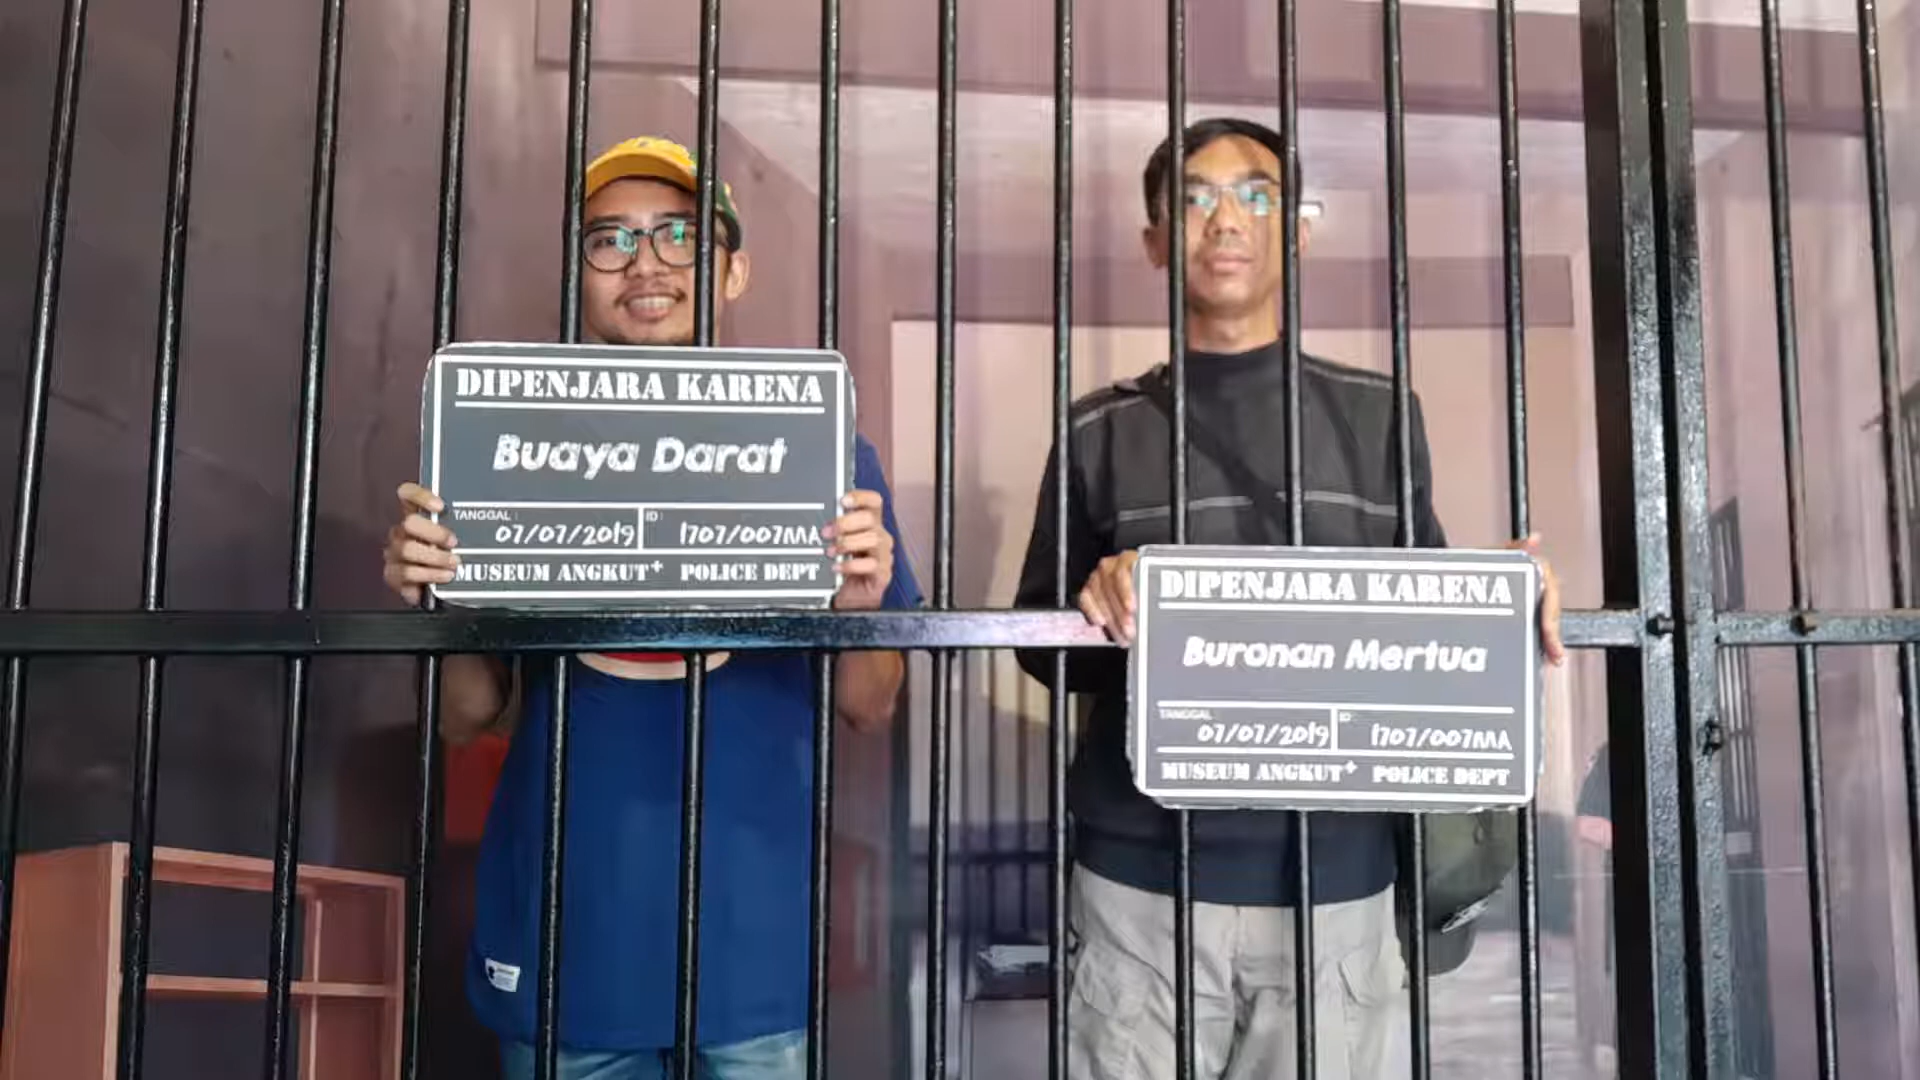 DIPENJARA KARENA
Buaya Darat
TANGGAL : ID :
07/07/2019 1707/007MA
MUSEUM ANGKUT+ POLICE DEPT
DIPENJARA KARENA
Buronan Mertua
TANGGAL : ID :
07/07/2019 1707/007MA
MUSEUM ANGKUT+ POLICE DEPT